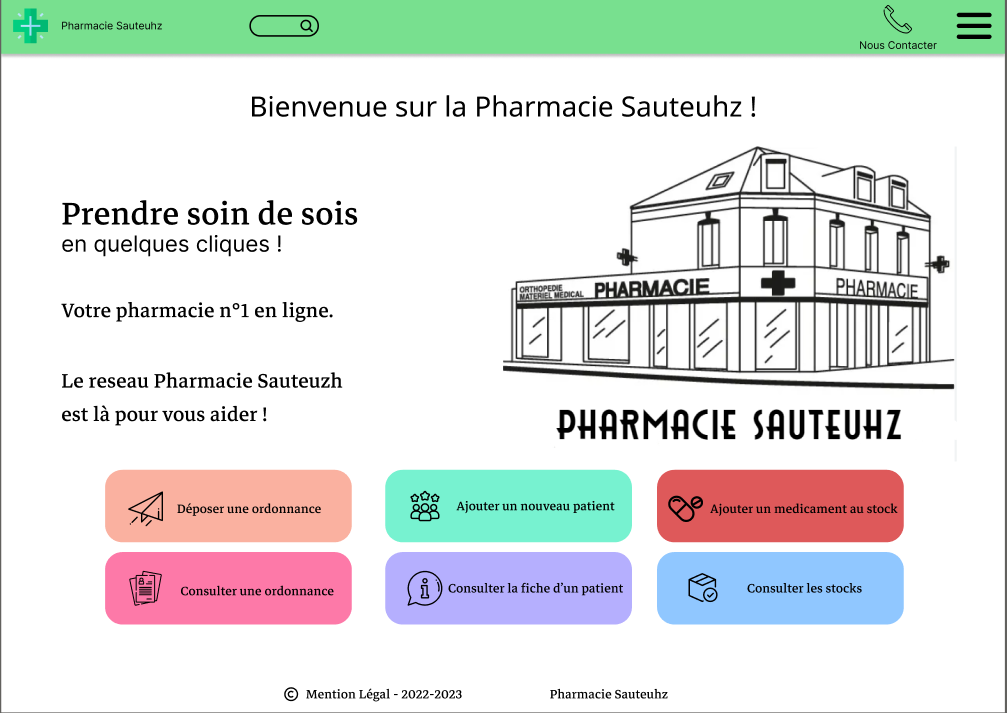 Pharmacie Sauteuhz
Nous Contacter
Bienvenue sur la Pharmacie Sauteuhz !
Prendre soin de sois
en quelques cliques !
Votre pharmacie n°1 en ligne.
Le reseau Pharmacie Sauteuzh
est là pour vous aider !
ORTHOPEDIE
MATERIEL MEDICAL
PHARMACIE
PHARMACIE
PHARMACIE SAUTEUHZ
Déposer une ordonnance
Ajouter un nouveau patient
Ajouter un medicament au stock
Consulter une ordonnance
Consulter la fiche d'un patient
Consulter les stocks
© Mention Légal - 2022-2023
Pharmacie Sauteuhz